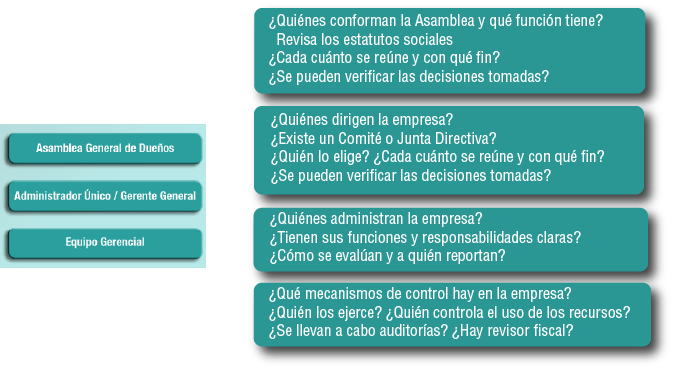 Asamblea General de Dueños
Administrador Único / Gerente General
Equipo Gerencial
¿Quiénes conforman la Asamblea y qué función tiene?
Revisa los estatutos sociales
¿Cada cuánto se reúne y con qué fin?
¿Se pueden verificar las decisiones tomadas?
¿Quiénes dirigen la empresa?
¿Existe un Comité o Junta Directiva?
¿Quién lo elige? ¿Cada cuánto se reúne y con qué fin?
¿Se pueden verificar las decisiones tomadas?
¿Quiénes administran la empresa?
¿Tienen sus funciones y responsabilidades claras?
¿Cómo se evalúan y a quién reportan?
¿Qué mecanismos de control hay en la empresa?
¿Quién los ejerce? ¿Quién controla el uso de los recursos?
¿Se llevan a cabo auditorías? ¿Hay revisor fiscal?